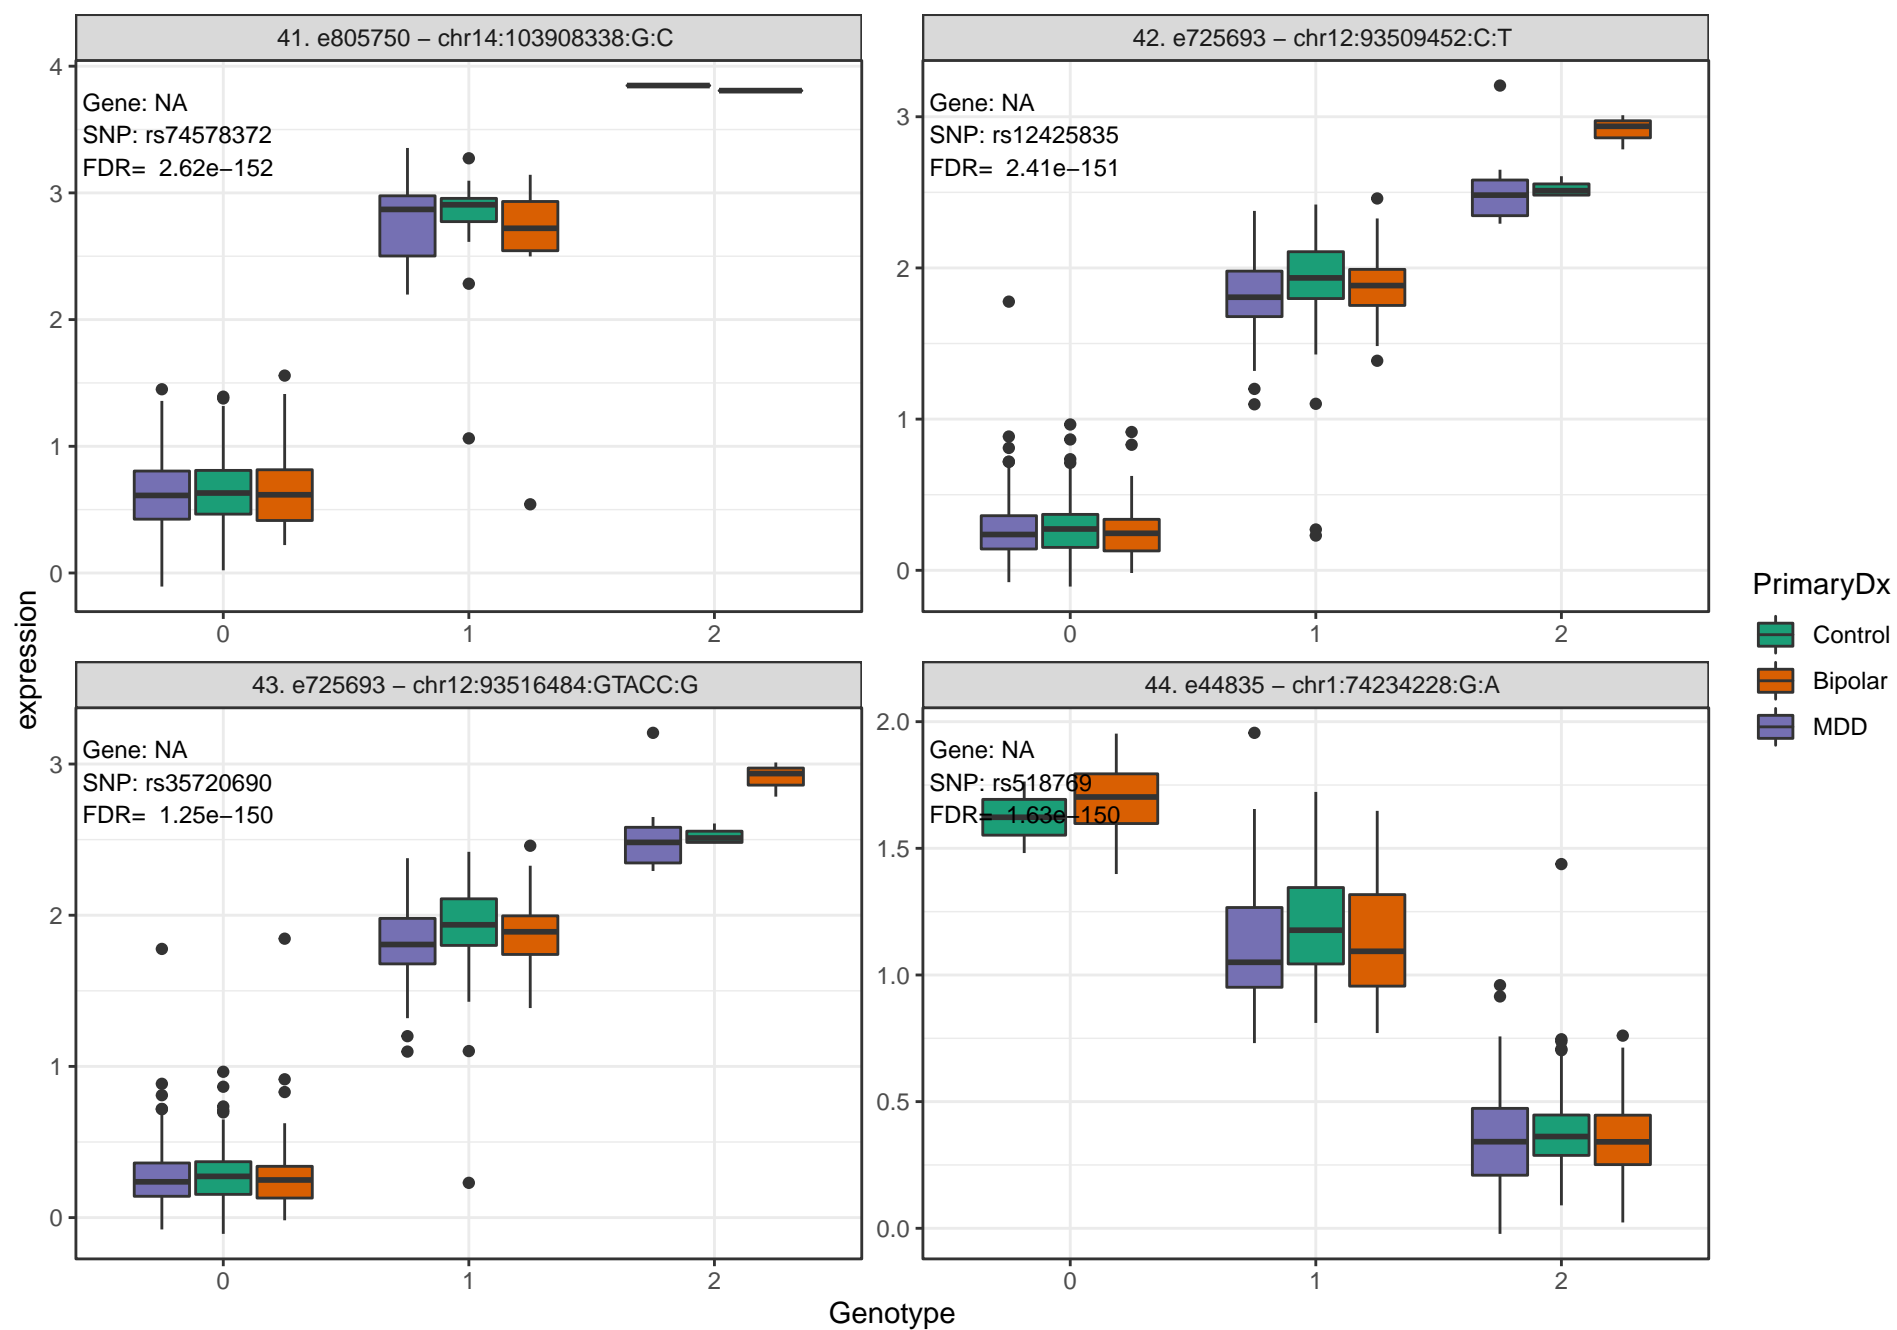 41. e805750 − chr14:103908338:G:C
Gene: NA
SNP: rs74578372
FDR=  2.62e−152
4
3
2
1
0
0
1
2
42. e725693 − chr12:93509452:C:T
Gene: NA
SNP: rs12425835
FDR=  2.41e−151
3
2
1
0
0
1
2
43. e725693 − chr12:93516484:GTACC:G
Gene: NA
SNP: rs35720690
FDR=  1.25e−150
3
2
1
0
0
1
2
44. e44835 − chr1:74234228:G:A
Gene: NA
SNP: rs518769
FDR=  1.63e−150
2.0
1.5
1.0
0.5
0.0
0
1
2
expression
Genotype
PrimaryDx
Control
Bipolar
MDD